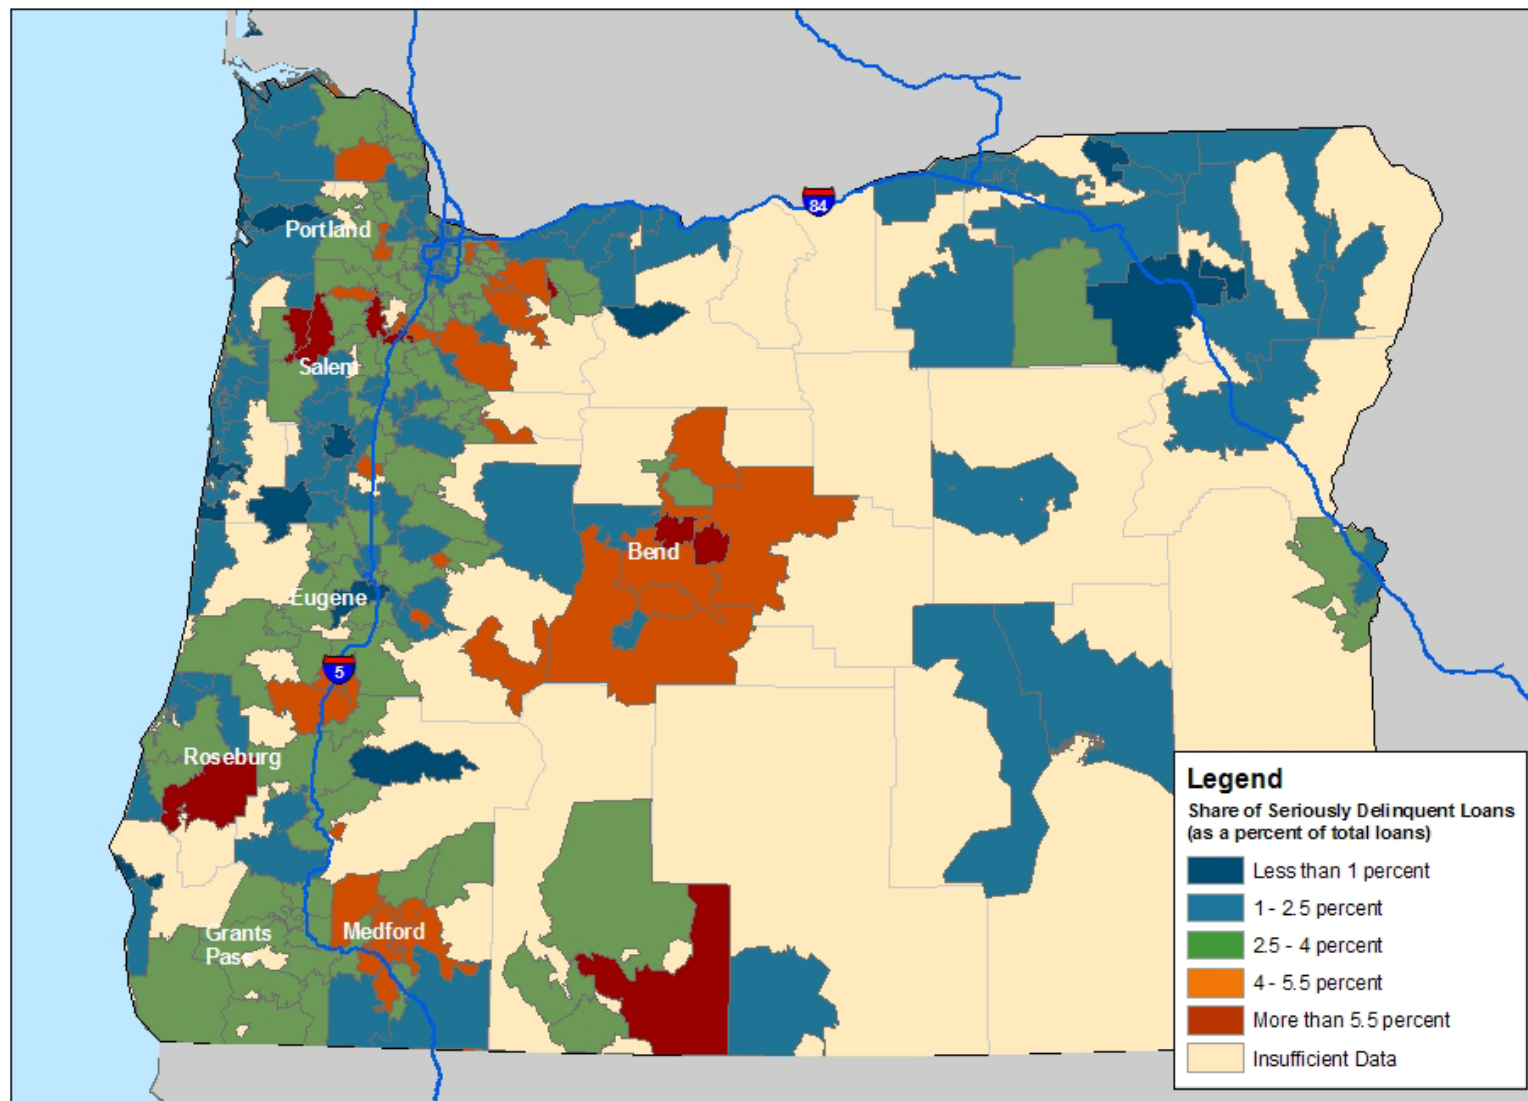 84
Portland
Salem
Bend
Eugene
5
Roseburg
Grants
Pass
Medford
Legend
Share of Seriously Delinquent Loans
(as a percent of total loans)
Less than 1 percent
1 - 2.5 percent
2.5 - 4 percent
4 - 5.5 percent
More than 5.5 percent
Insufficient Data